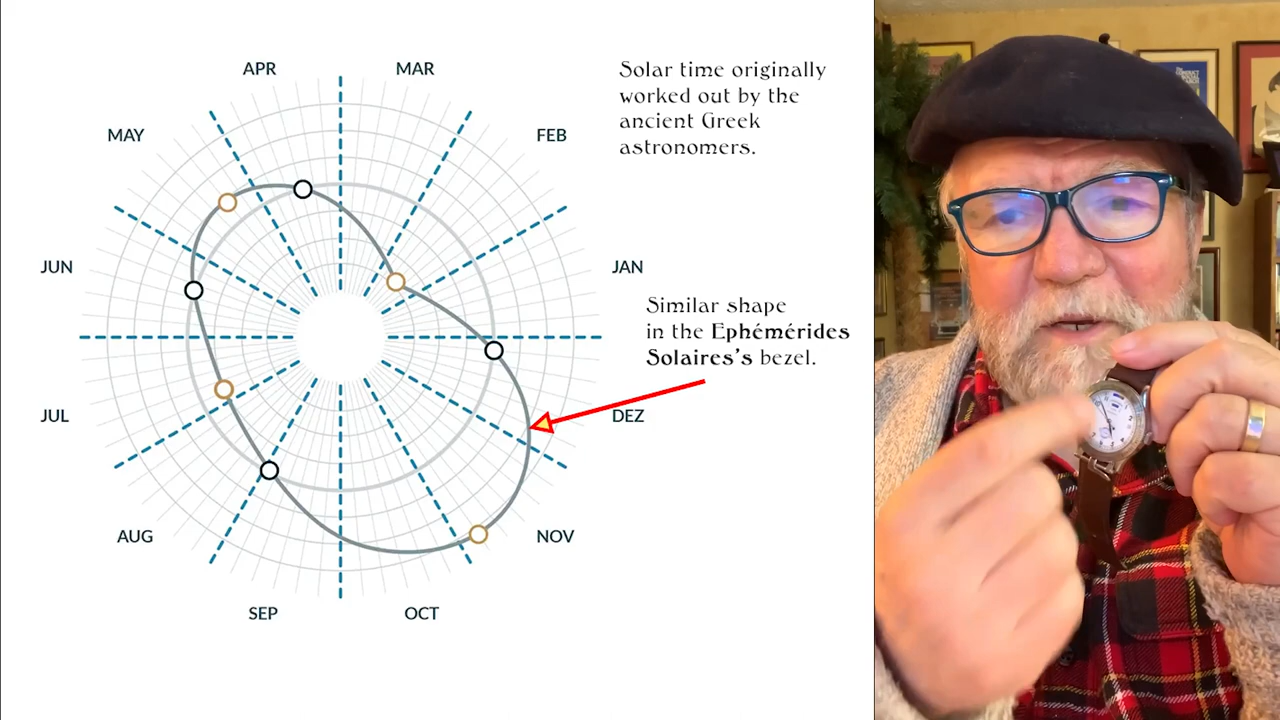 APR
MAR
MAY
FEB
JUN
JAN
JUL
DEZ
AUG
NOV
SEP
OCT
Solar time originally
worked out by the
ancient Greek
astronomers.
Similar shape
in the Ephémérides
Solaires's bezel.